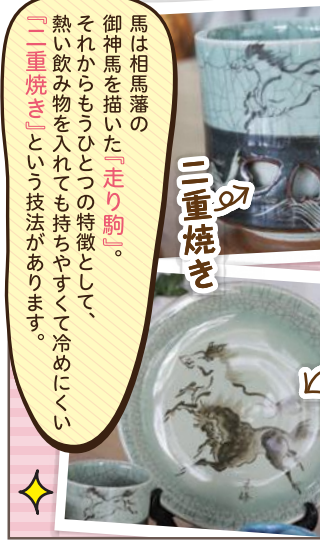 馬は相馬藩の
御神馬を描いた『走り駒』。
それからもうひとつの特徴として、
熱い飲み物を入れても持ちやすくて冷めにくい
『二重焼き』という技法があります。
二重焼き